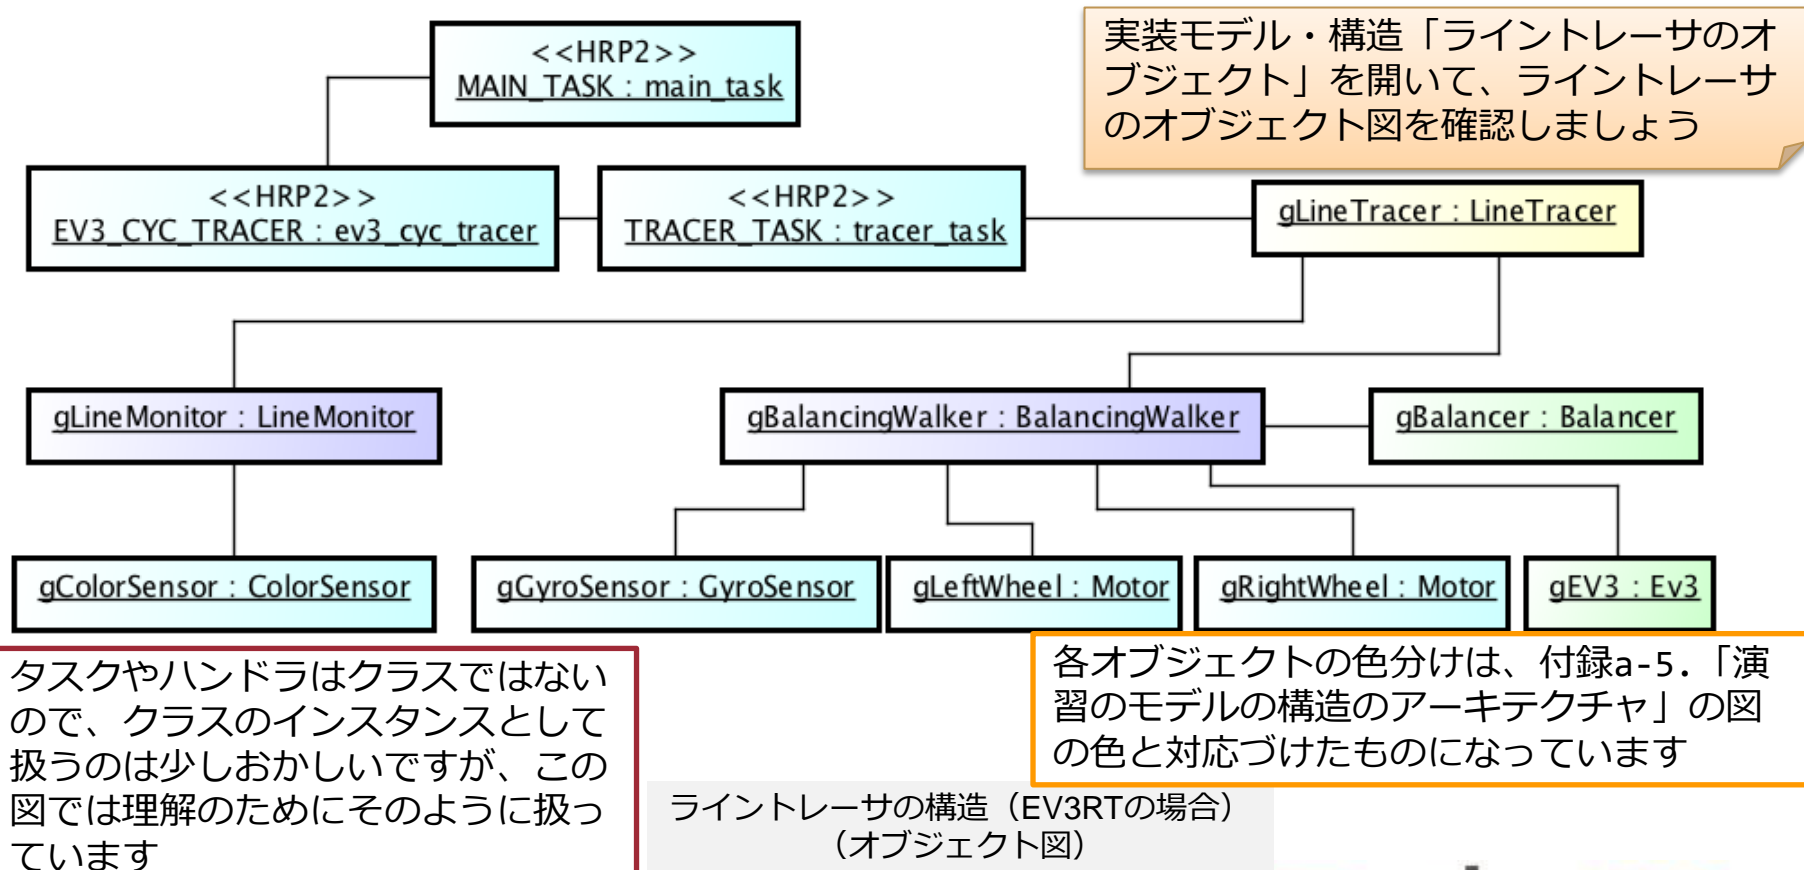 <<HRP2>>
MAIN_TASK : main_task
実装モデル・構造「ライントレーサのオ
ブジェクト」を開いて、ライントレーサ
のオブジェクト図を確認しましょう
<<HRP2>>
EV3_CYC_TRACER : ev3_cyc_tracer
<<HRP2>>
TRACER_TASK : tracer_task
gLineTracer : LineTracer
gLineMonitor : LineMonitor
gBalancingWalker : BalancingWalker
gBalancer : Balancer
gColorSensor : ColorSensor
gGyroSensor : GyroSensor
gLeftWheel : Motor
gRightWheel : Motor
gEV3 : Ev3
タスクやハンドラはクラスではない
ので、クラスのインスタンスとして
扱うのは少しおかしいですが、この
図では理解のためにそのように扱っ
ています
各オブジェクトの色分けは、付録a-5.「演
習のモデルの構造のアーキテクチャ」の図
の色と対応づけたものになっています
ライントレーサの構造（EV3RTの場合）
（オブジェクト図）